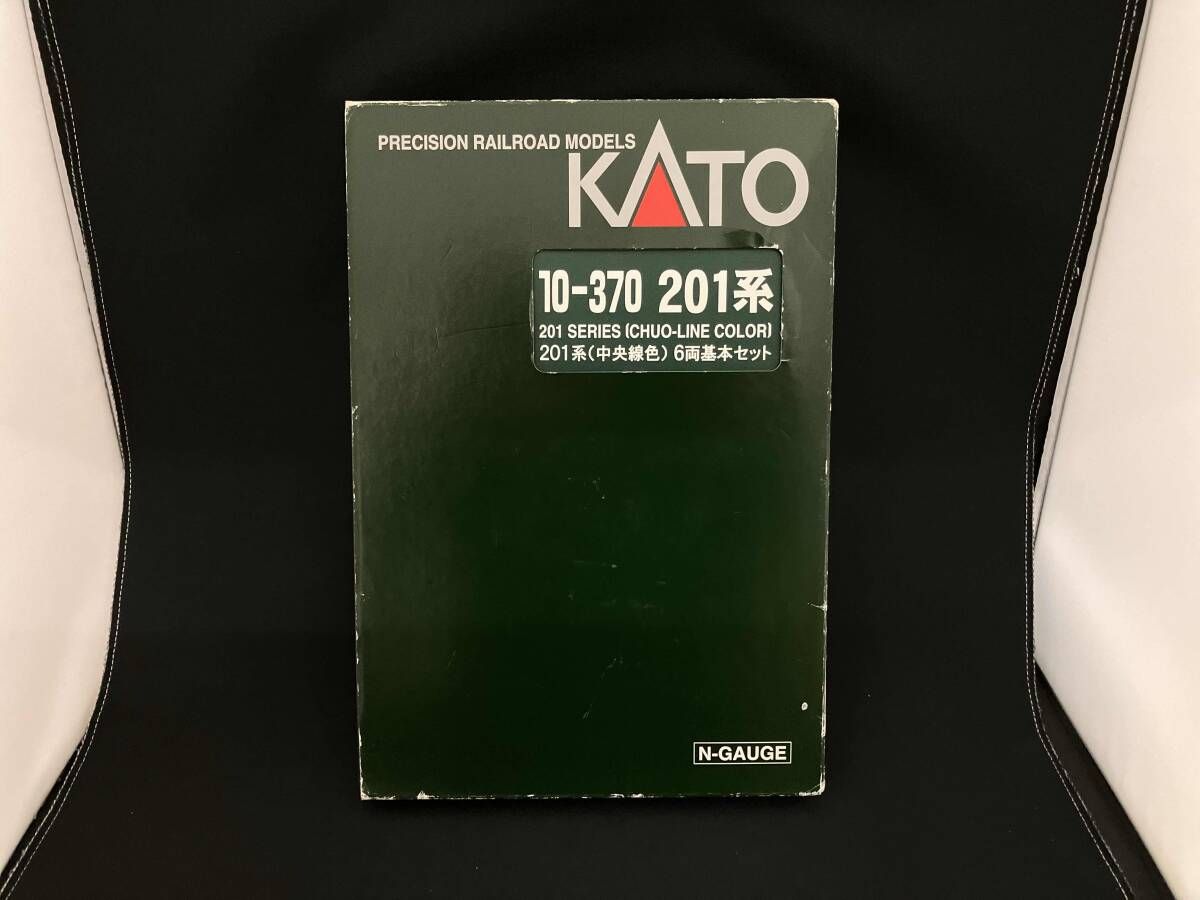 PRECISION RAILROAD MODELS
KATO
10-370 201系
201 SERIES (CHUO-LINE COLOR)
201系(中央線色) 6両基本セット
N-GAUGE